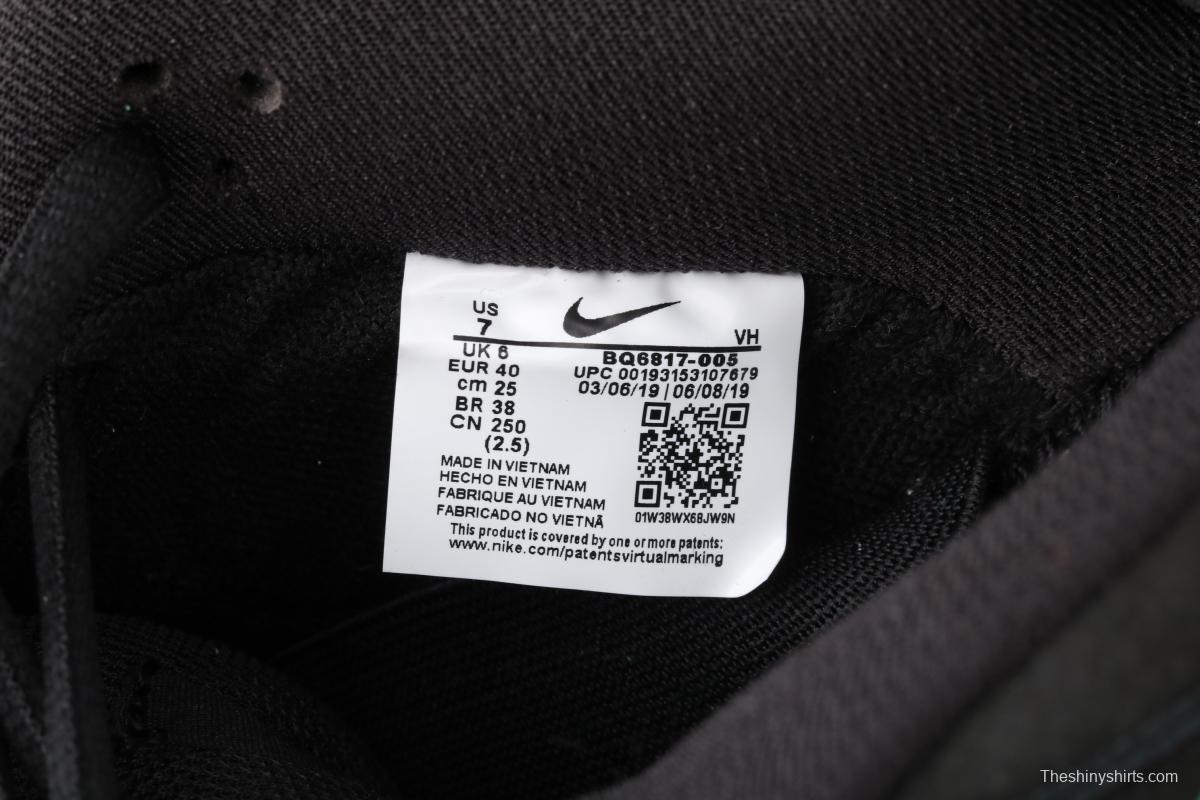 US
7
VH
UK 6
EUR 40
cm 25
BR 38
CN 250
(2.5)
BQ6817-005
UPC 00193153107679
03/06/19 | 06/08/19
01W38WX68JW9N
MADE IN VIETNAM
HECHO EN VIETNAM
FABRIQUE AU VIETNAM
FABRICADO NO VIETNÃ
This product is covered by one or more patents:
www.nike.com/patentsvirtualmarking
Theshinyshirts.com